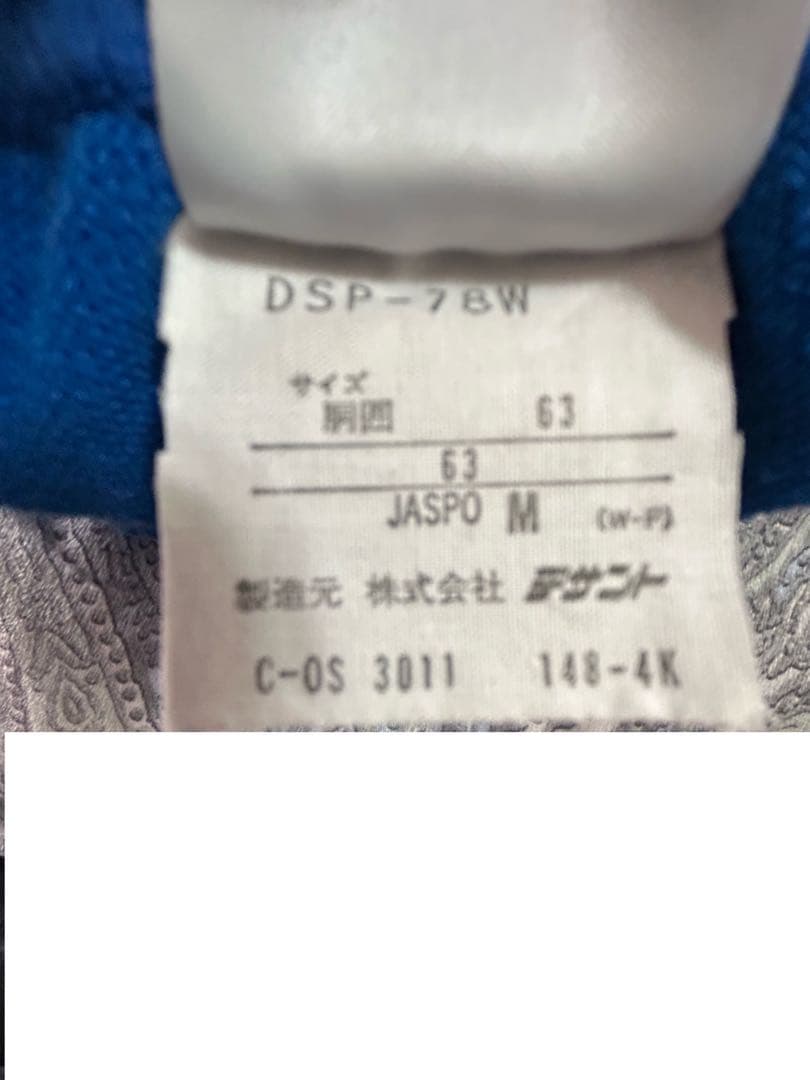 DSP-78W
サイズ
胴囲 63
63
JASPO M (W-P)
製造元 株式会社 デサント
C-OS 3011 148-4K